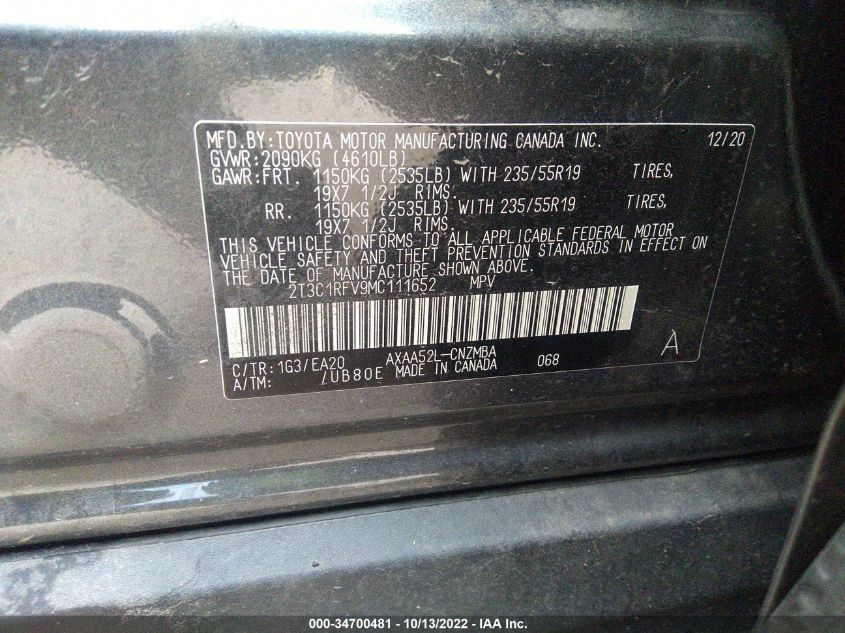 MFD.BY:TOYOTA MOTOR MANUFACTURING CANADA INC. 12/20
GVWR:2090KG (4610LB)
GAWR:FRT. 1150KG (2535LB) WITH 235/55R19 TIRES,
19X7 1/2J RIMS.
RR. 1150KG (2535LB) WITH 235/55R19 TIRES,
19X7 1/2J RIMS.
THIS VEHICLE CONFORMS TO ALL APPLICABLE FEDERAL MOTOR
VEHICLE SAFETY AND THEFT PREVENTION STANDARDS IN EFFECT ON
THE DATE OF MANUFACTURE SHOWN ABOVE.
2T3C1RFV9MC111652 MPV
C/TR:1G3/EA20 AXAA52L-CNZMBA 068 A
A/TM: /UB80E MADE IN CANADA
000-34700481 - 10/13/2022 - IAA Inc.